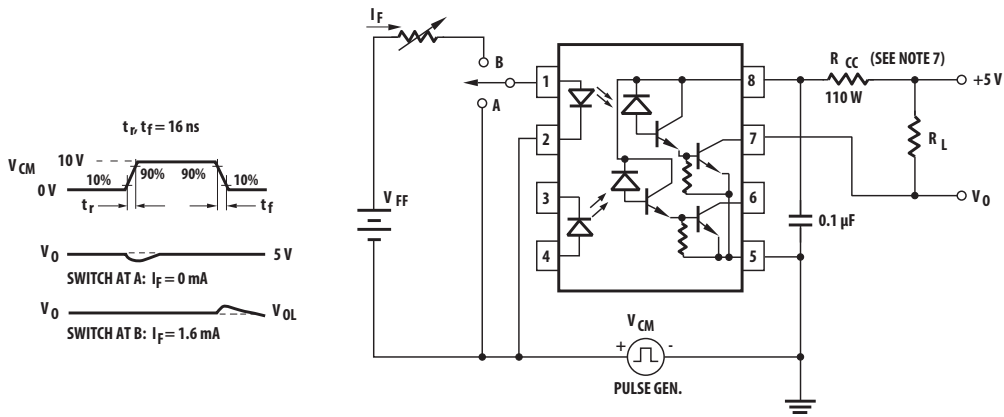 t_r, t_f = 16 ns
V_CM
10 V
0 V
10%
90%
90%
10%
t_r
t_f
V_O
5 V
SWITCH AT A: I_F = 0 mA
V_O
V_OL
SWITCH AT B: I_F = 1.6 mA
I_F
B
A
V_FF
1
2
3
4
8
7
6
5
R_CC (SEE NOTE 7)
110 W
+5 V
R_L
V_O
0.1 µF
V_CM
+
-
PULSE GEN.